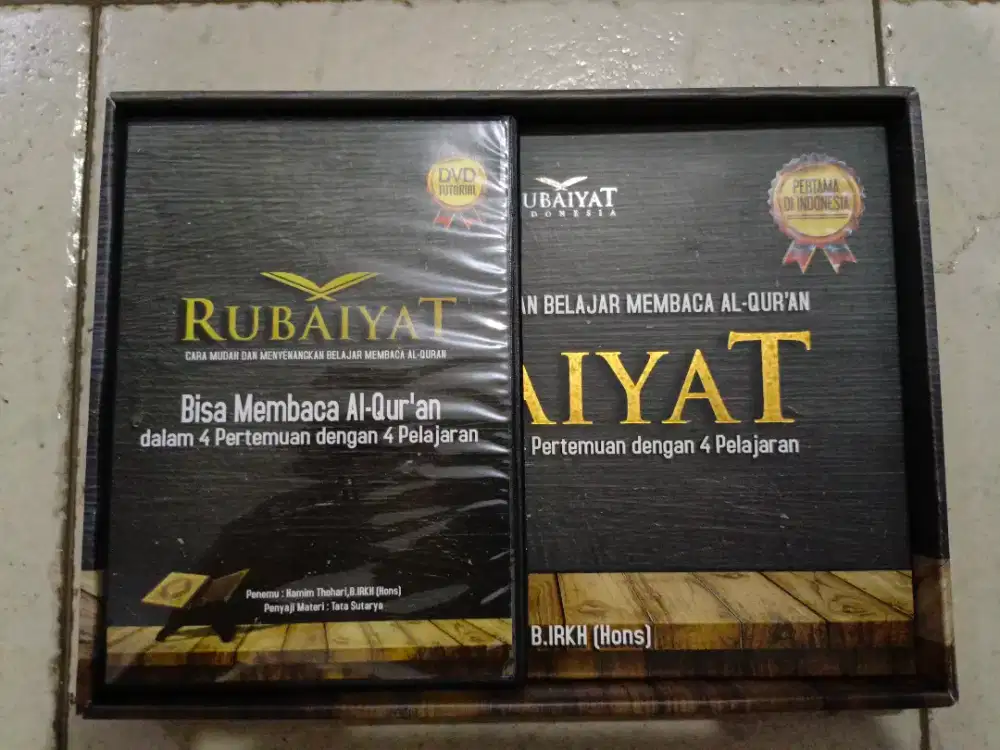 DVD
TUTORIAL
RUBAIYAT
CARA MUDAH DAN MENYENANGKAN BELAJAR MEMBACA AL-QURAN
Bisa Membaca Al-Qur'an
dalam 4 Pertemuan dengan 4 Pelajaran
Penemu : Hamim Thohari,B.IRKH (Hons)
Penyaji Materi : Tata Sutarya
UBAIYAT
DONESIA
PERTAMA
DI INDONESIA
AN BELAJAR MEMBACA AL-QUR'AN
AIYAT
Pertemuan dengan 4 Pelajaran
B.IRKH (Hons)